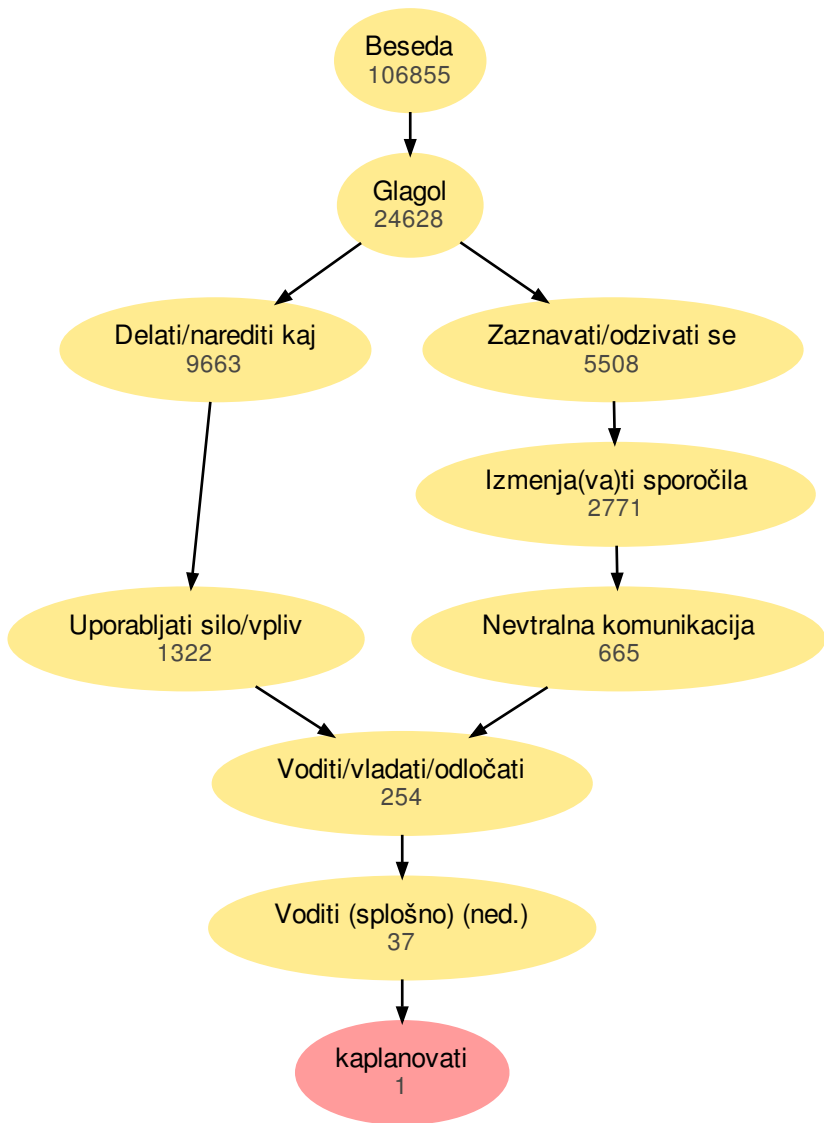 Beseda
106855
Glagol
24628
Delati/narediti kaj
9663
Zaznavati/odzivati se
5508
Izmenja(va)ti sporočila
2771
Uporabljati silo/vpliv
1322
Nevtralna komunikacija
665
Voditi/vladati/odločati
254
Voditi (splošno) (ned.)
37
kaplanovati
1